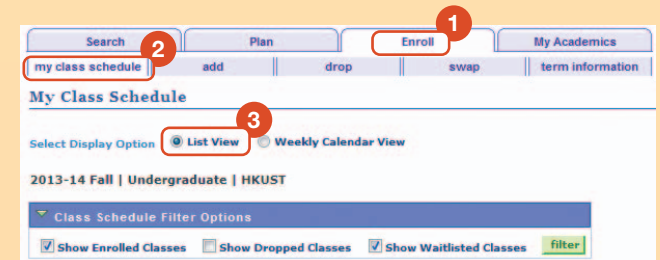 1
Search Plan Enroll My Academics
2
my class schedule add drop swap term information
My Class Schedule
3
Select Display Option List View Weekly Calendar View
2013-14 Fall | Undergraduate | HKUST
Class Schedule Filter Options
Show Enrolled Classes Show Dropped Classes Show Waitlisted Classes filter